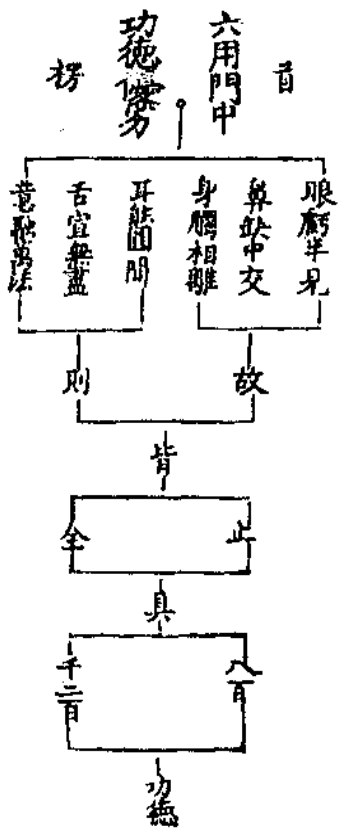 首楞
六用門中
功德優劣
眼虧半見
鼻缺中交
身觸相離
耳能圓聞
舌宣無盡
意融萬法
故
則
皆
止
全
具
八百
千二百
功德